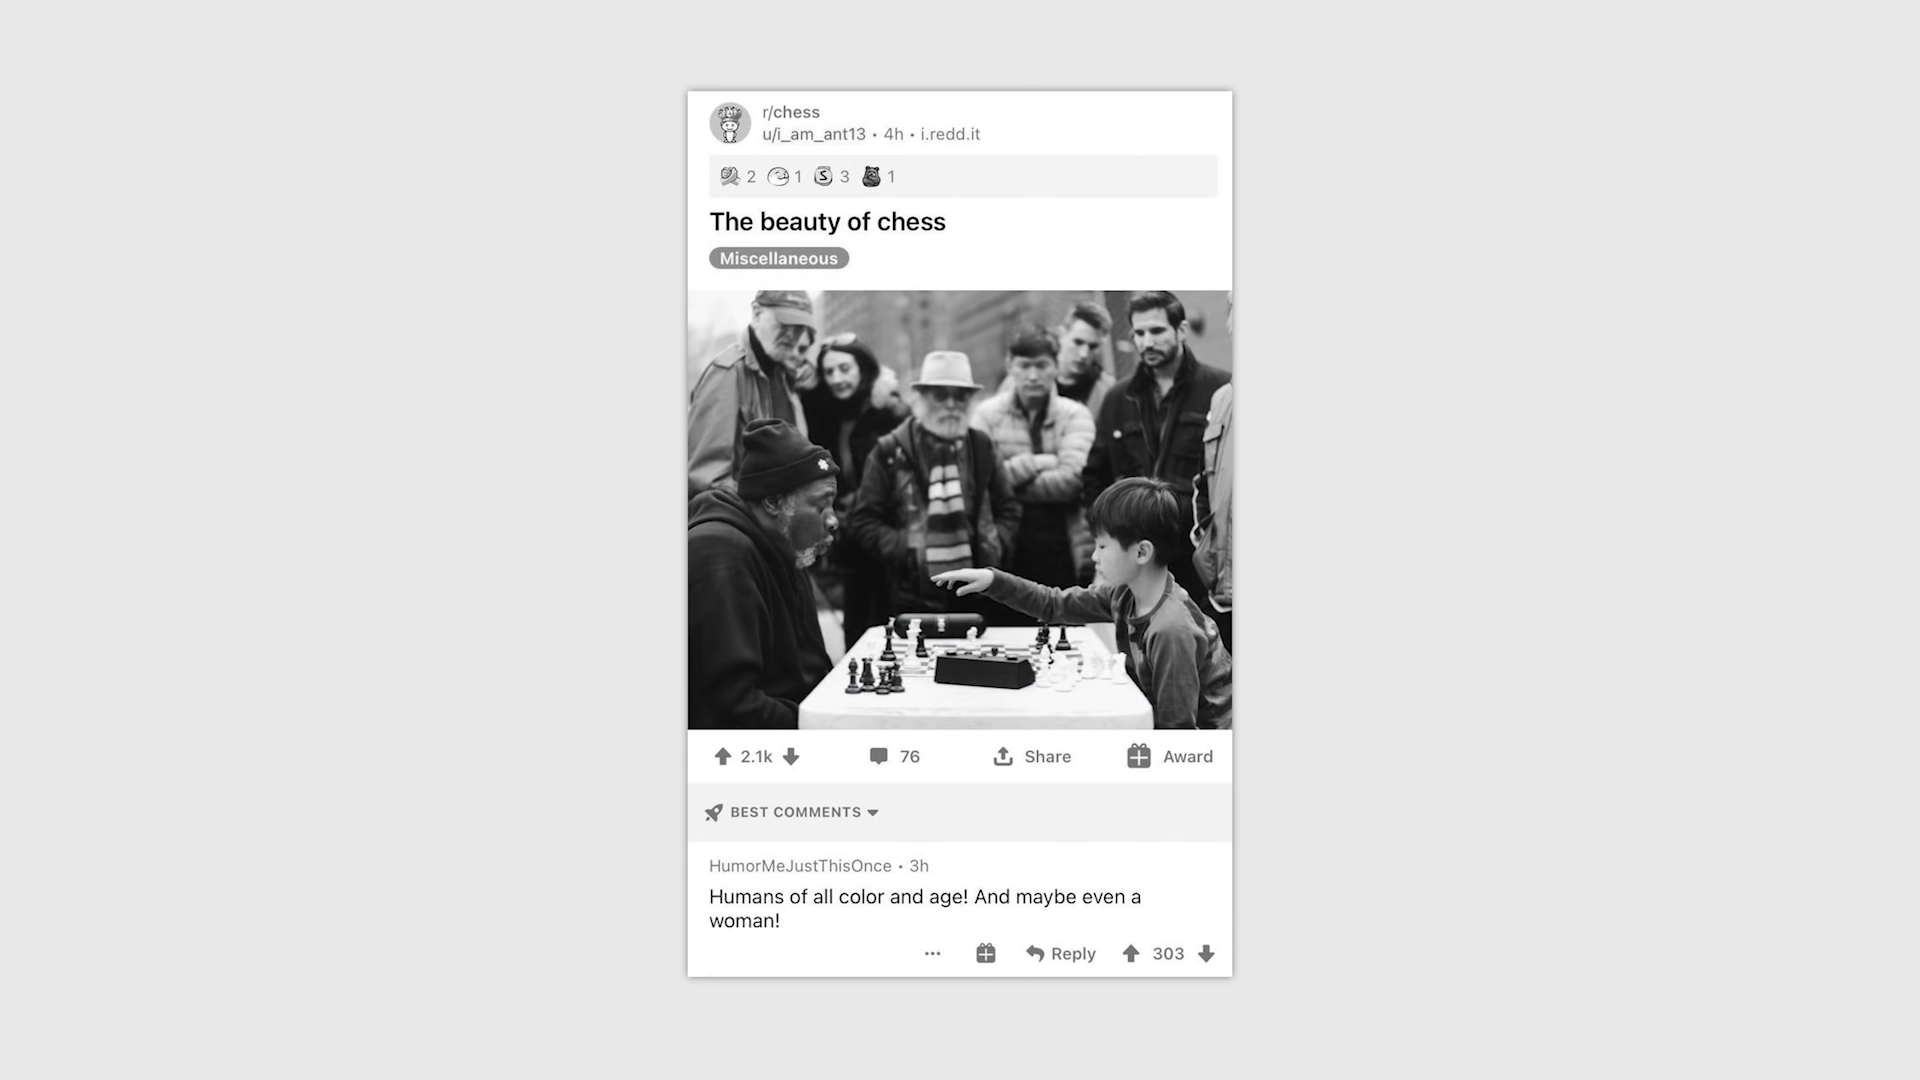 r/chess
u/i_am_ant13 • 4h • i.redd.it
2 1 S 3 1
The beauty of chess
Miscellaneous
2.1k 76 Share Award
BEST COMMENTS
HumorMeJustThisOnce • 3h
Humans of all color and age! And maybe even a
woman!
... Reply 303